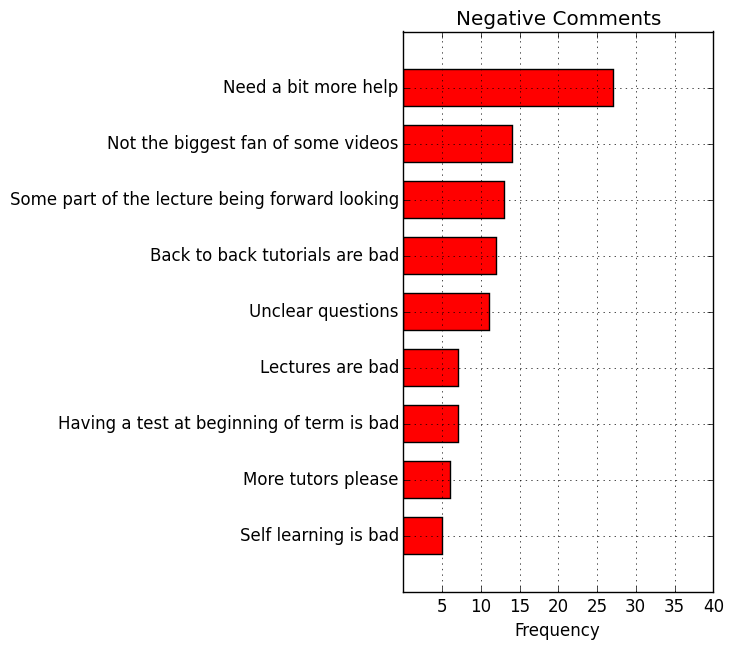 Negative Comments
Need a bit more help
Not the biggest fan of some videos
Some part of the lecture being forward looking
Back to back tutorials are bad
Unclear questions
Lectures are bad
Having a test at beginning of term is bad
More tutors please
Self learning is bad
5 10 15 20 25 30 35 40
Frequency